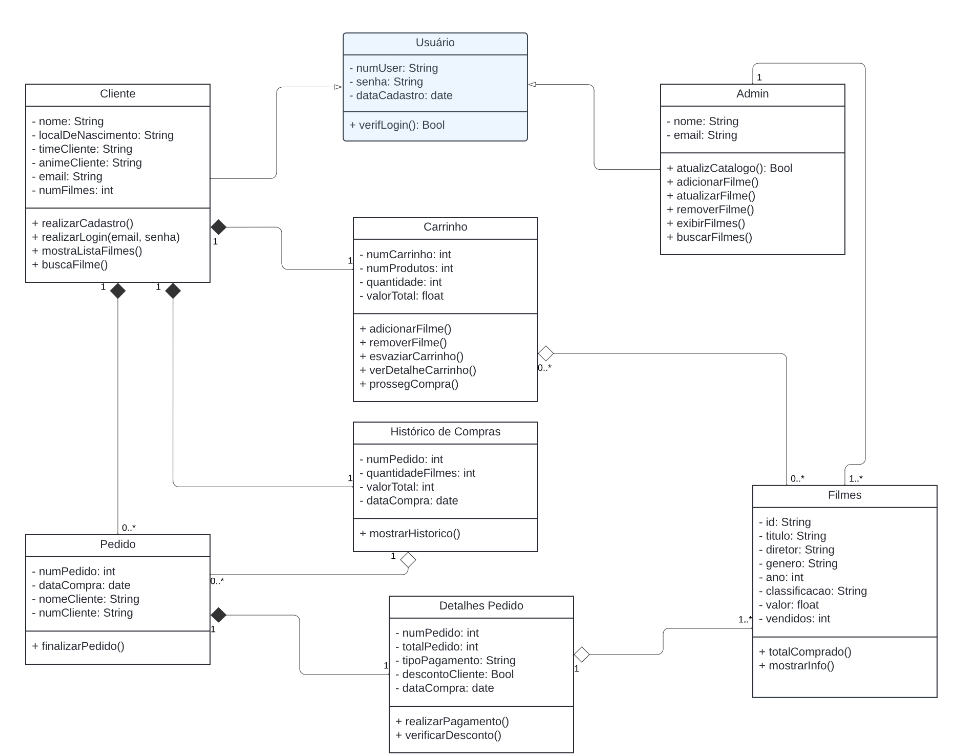 Usuário
- numUser: String
- senha: String
- dataCadastro: date
+ verifLogin(): Bool
Cliente
- nome: String
- localDeNascimento: String
- timeCliente: String
- animeCliente: String
- email: String
- numFilmes: int
+ realizarCadastro()
+ realizarLogin(email, senha)
+ mostraListaFilmes()
+ buscaFilme()
Admin
- nome: String
- email: String
+ atualizCatalogo(): Bool
+ adicionarFilme()
+ atualizarFilme()
+ removerFilme()
+ exibirFilmes()
+ buscarFilmes()
1
1
1
Carrinho
- numCarrinho: int
- numProdutos: int
- quantidade: int
- valorTotal: float
+ adicionarFilme()
+ removerFilme()
+ esvaziarCarrinho()
+ verDetalheCarrinho()
+ prossegCompra()
1
1
0..*
Histórico de Compras
- numPedido: int
- quantidadeFilmes: int
- valorTotal: int
- dataCompra: date
+ mostrarHistorico()
1
0..*
1..*
Filmes
- id: String
- titulo: String
- diretor: String
- genero: String
- ano: int
- classificacao: String
- valor: float
- vendidos: int
+ totalComprado()
+ mostrarInfo()
0..*
Pedido
- numPedido: int
- dataCompra: date
- nomeCliente: String
- numCliente: String
+ finalizarPedido()
1
0..*
1
1
Detalhes Pedido
- numPedido: int
- totalPedido: int
- tipoPagamento: String
- descontoCliente: Bool
- dataCompra: date
+ realizarPagamento()
+ verificarDesconto()
1
1..*